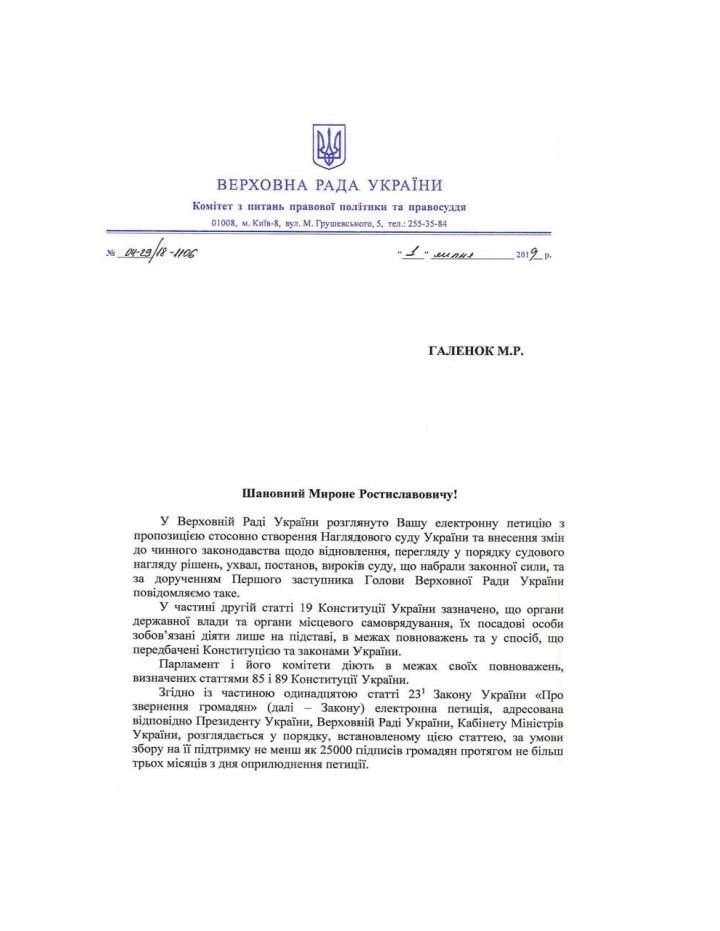 ВЕРХОВНА РАДА УКРАЇНИ
Комітет з питань правової політики та правосуддя
01008, м. Київ-8, вул. М. Грушевського, 5, тел.: 255-35-84
№ 04-29/18-1106 "1" липня 2019 р.
ГАЛЕНОК М.Р.
Шановний Мироне Ростиславовичу!
У Верховній Раді України розглянуто Вашу електронну петицію з
пропозицією стосовно створення Наглядового суду України та внесення змін
до чинного законодавства щодо відновлення, перегляду у порядку судового
нагляду рішень, ухвал, постанов, вироків суду, що набрали законної сили, та
за дорученням Першого заступника Голови Верховної Ради України
повідомляємо таке.
У частині другій статті 19 Конституції України зазначено, що органи
державної влади та органи місцевого самоврядування, їх посадові особи
зобов’язані діяти лише на підставі, в межах повноважень та у спосіб, що
передбачені Конституцією та законами України.
Парламент і його комітети діють в межах своїх повноважень,
визначених статтями 85 і 89 Конституції України.
Згідно із частиною одинадцятою статті 23¹ Закону України «Про
звернення громадян» (далі – Закону) електронна петиція, адресована
відповідно Президенту України, Верховній Раді України, Кабінету Міністрів
України, розглядається у порядку, встановленому цією статтею, за умови
збору на її підтримку не менш як 25000 підписів громадян протягом не більш
трьох місяців з дня оприлюднення петиції.